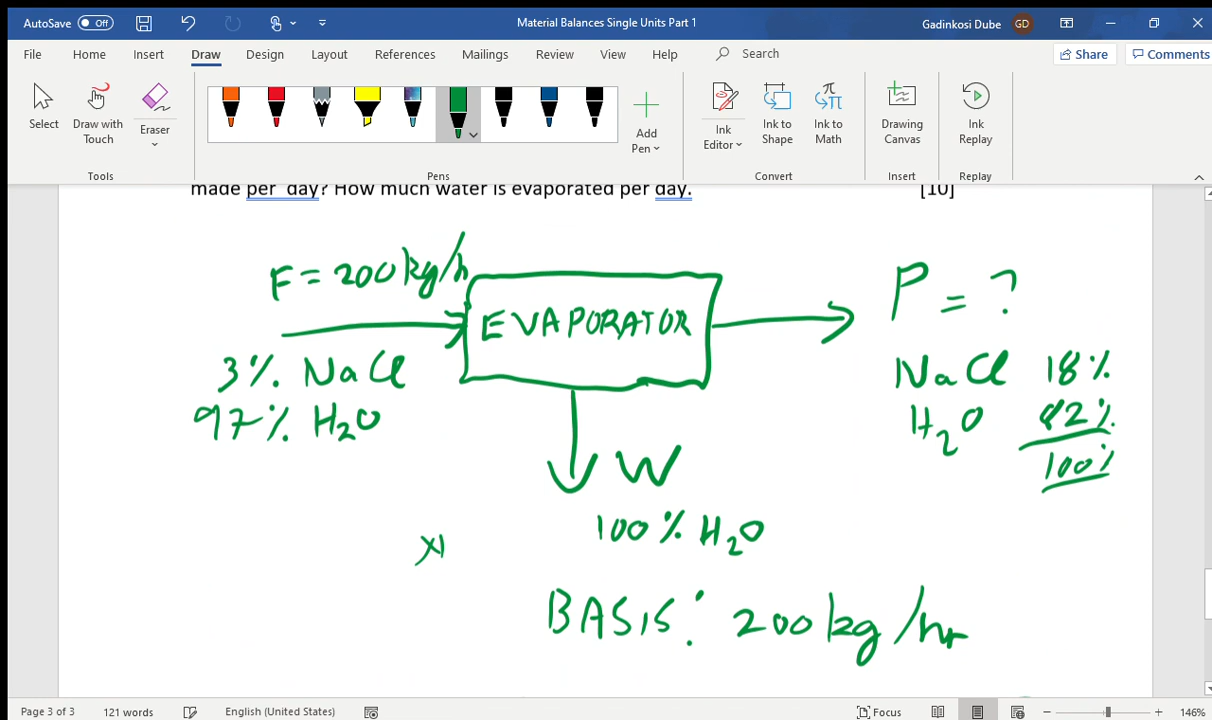 AutoSave Off Material Balances Single Units Part 1 Gadinkosi Dube GD
File Home Insert Draw Design Layout References Mailings Review View Help Search Share Comments
Select Draw with Touch Eraser Add Pen Ink Editor Ink to Shape Ink to Math Drawing Canvas Ink Replay
Tools Pens Convert Insert Replay
made per day? How much water is evaporated per day. [10]
F = 200kg/h P = ?
EVAPORATOR
3% NaCl NaCl 18%
97% H2O H2O 82%
100%
W
100% H2O
BASIS: 200kg/hr
Page 3 of 3 121 words English (United States) Focus 146%